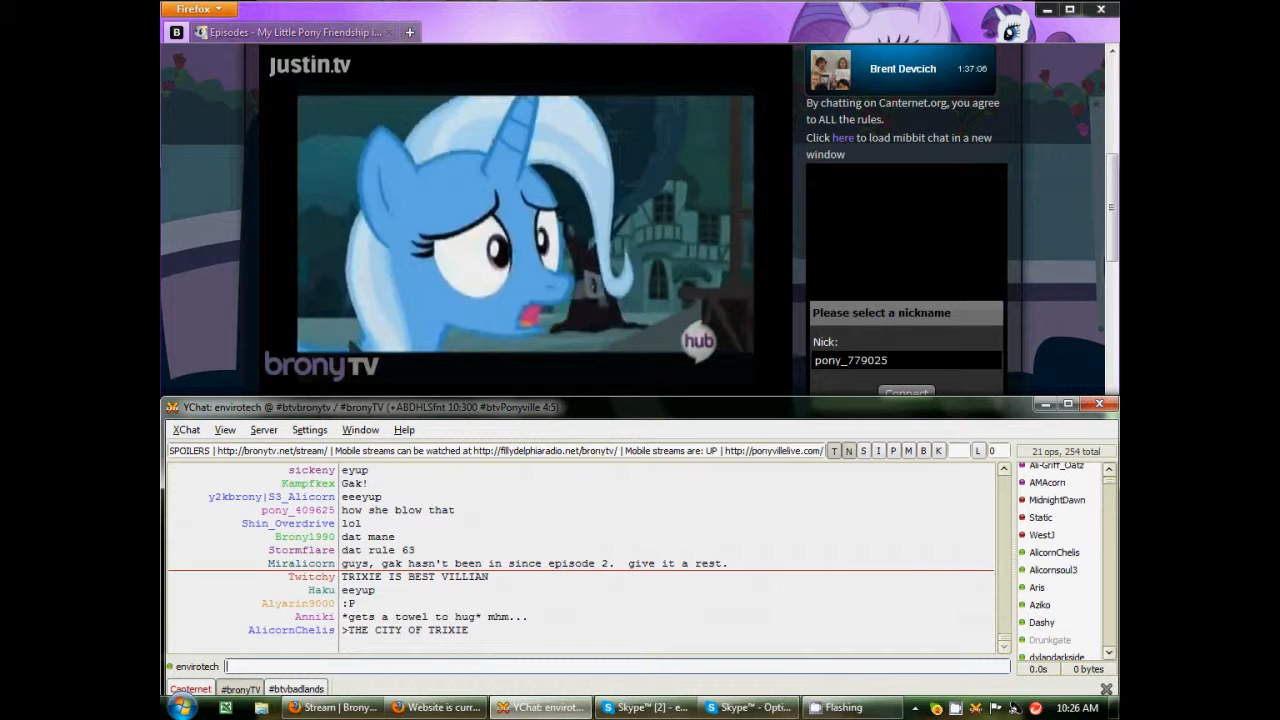 Firefox
B
Episodes - My Little Pony Friendship i...
+
Justin.tv
Brent Devcich
1:37:06
By chatting on Canternet.org, you agree
to ALL the rules.
Click here to load mibbit chat in a new
window
Please select a nickname
Nick:
pony_779025
Connect
hub
bronyTV
YChat: envirotech @ #btvbronytv / #bronyTV (+ABDHLSfnt 10:300 #btvPonyville 4:5)
XChat View Server Settings Window Help
SPOILERS | http://bronytv.net/stream/ | Mobile streams can be watched at http://fillydelphiaradio.net/bronytv/ | Mobile streams are: UP | http://ponyvillelive.com/
T N S I P M B K L 0
21 ops, 254 total
sickeny eyup
Kampfkex Gak!
y2kbrony|S3_Alicorn eeeyup
pony_409625 how she blow that
Shin_Overdrive lol
Brony1990 dat mane
Stormflare dat rule 63
Miralicorn guys, gak hasn't been in since episode 2. give it a rest.
Twitchy TRIXIE IS BEST VILLIAN
Haku eeyup
Alyarin9000 :P
Anniki *gets a towel to hug* mhm...
AlicornChelis >THE CITY OF TRIXIE
Ali-Griff_Oatz
AMAcorn
MidnightDawn
Static
WestJ
AlicornChelis
Alicornsoul3
Aris
Aziko
Dashy
Drunkgate
dylandarkside
envirotech
0.0s 0 bytes
Canternet #bronyTV #btvbadlands
Stream | Brony...
Website is curr...
YChat: envirot...
Skype™ [2] - e...
Skype™ - Opti...
Flashing
10:26 AM